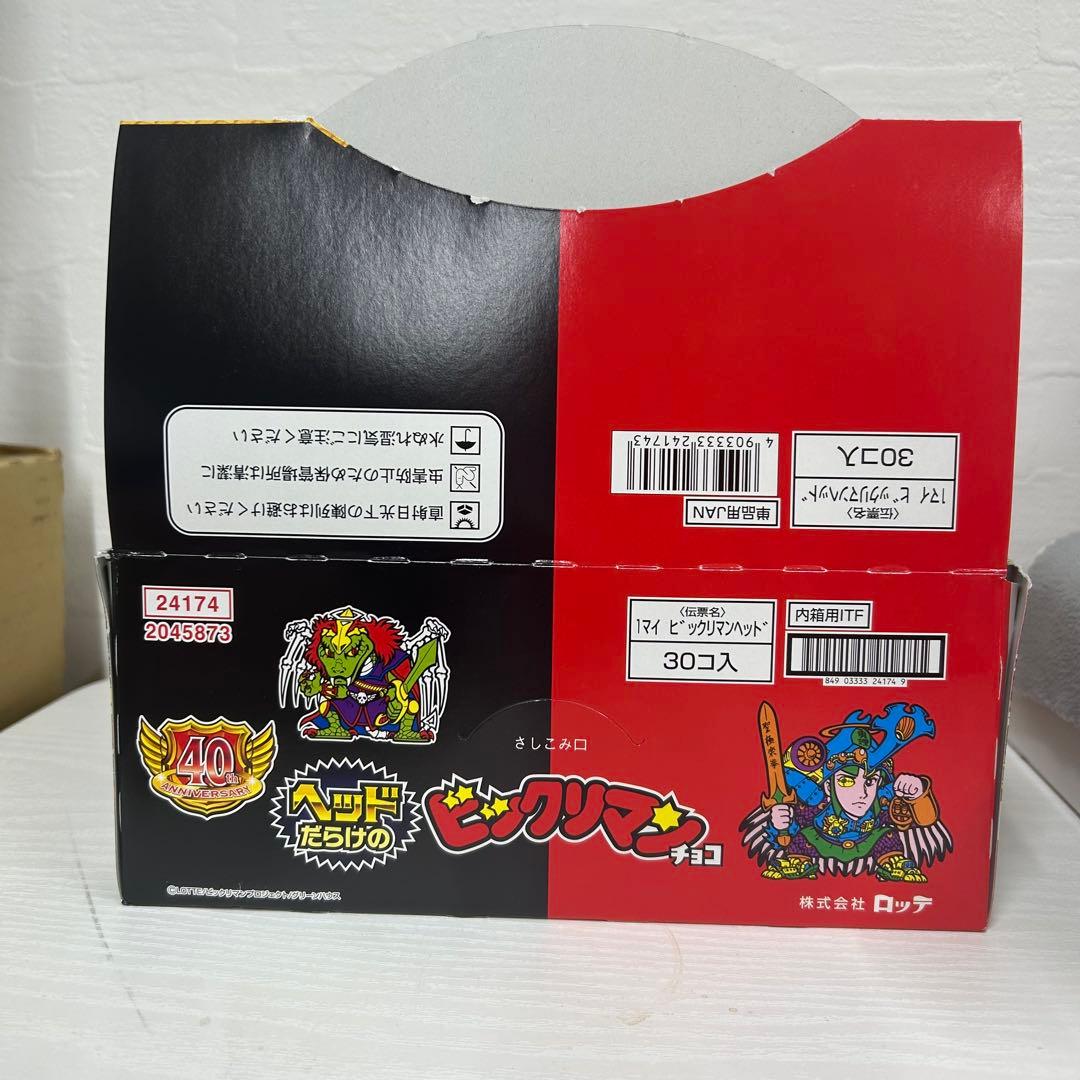 水ぬれ湿気にご注意ください
虫害防止のため保管場所は清潔に
直射日光下の陳列はお避けください
4 903333 241743
単品用JAN
〈伝票名〉
1マイ ビックリマンヘッド
30コ入
24174
2045873
〈伝票名〉
1マイ ビックリマンヘッド
30コ入
内箱用ITF
849 03333 24174 9
さしこみ口
40th
ANNIVERSARY
ヘッド
だらけの
ビックリマン
チョコ
©LOTTE/ビックリマンプロジェクト/グリーンハウス
株式会社 ロッテ